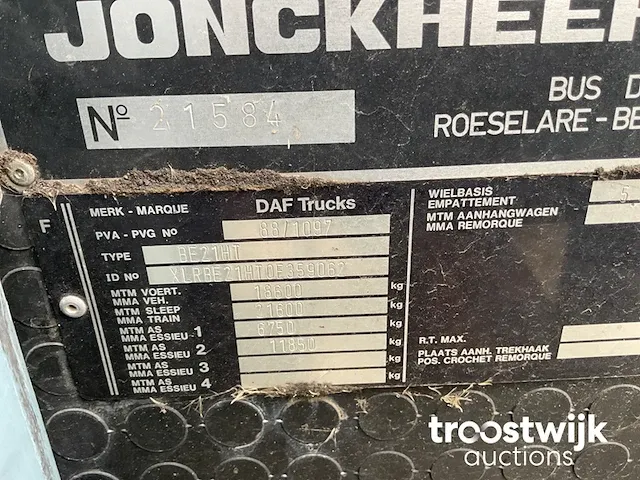 JONCKHEER
Nº 21584
BUS D
ROESELARE - BE
F
MERK - MARQUE DAF Trucks
PVA - PVG NO 88/1097
TYPE BE21HT
ID NO XLRBE21HT0E359062
MTM VOERT.
MMA VEH. 18600 kg
MTM SLEEP
MMA TRAIN 21600 kg
MTM AS
MMA ESSIEU 1 6750 kg
MTM AS
MMA ESSIEU 2 11850 kg
MTM AS
MMA ESSIEU 3 kg
MTM AS
MMA ESSIEU 4 kg
WIELBASIS
EMPATTEMENT 5
MTM AANHANGWAGEN
MMA REMORQUE
R.T. MAX.
PLAATS AANH. TREKHAAK
POS. CROCHET REMORQUE
troostwijk
auctions